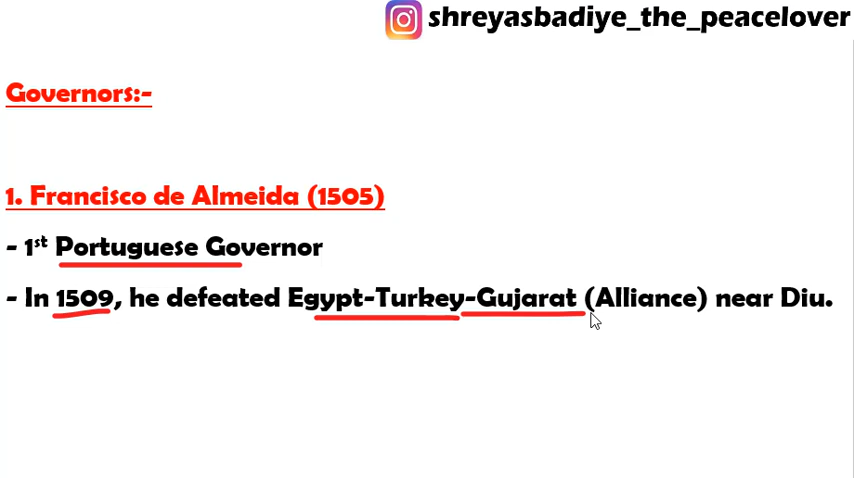 shreyasbadiye_the_peacelover
Governors:-
1. Francisco de Almeida (1505)
- 1st Portuguese Governor
- In 1509, he defeated Egypt-Turkey-Gujarat (Alliance) near Diu.